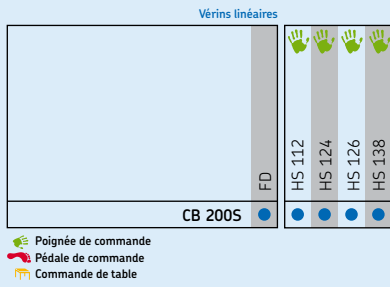 Vérins linéaires
FD
HS 112
HS 124
HS 126
HS 138
CB 200S
Poignée de commande
Pédale de commande
Commande de table